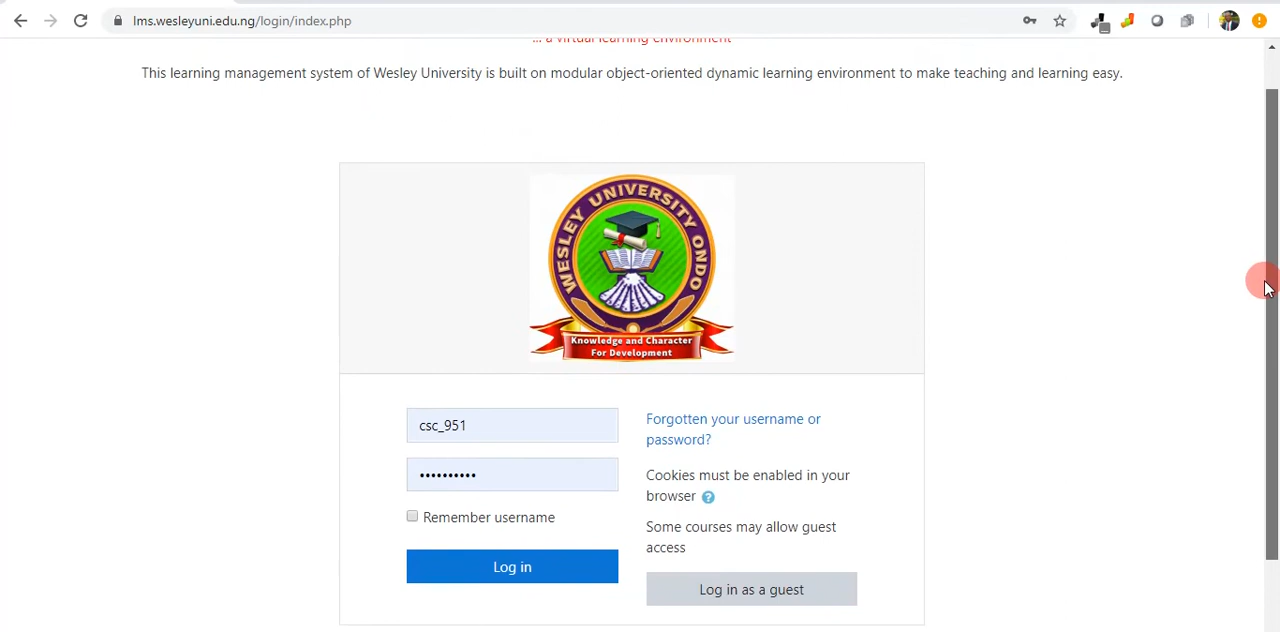 lms.wesleyuni.edu.ng/login/index.php
... a virtual learning environment
This learning management system of Wesley University is built on modular object-oriented dynamic learning environment to make teaching and learning easy.
WESLEY UNIVERSITY ONDO
Knowledge and Character
For Development
csc_951
••••••••••
Forgotten your username or
password?
Cookies must be enabled in your
browser ?
Remember username
Some courses may allow guest
access
Log in
Log in as a guest